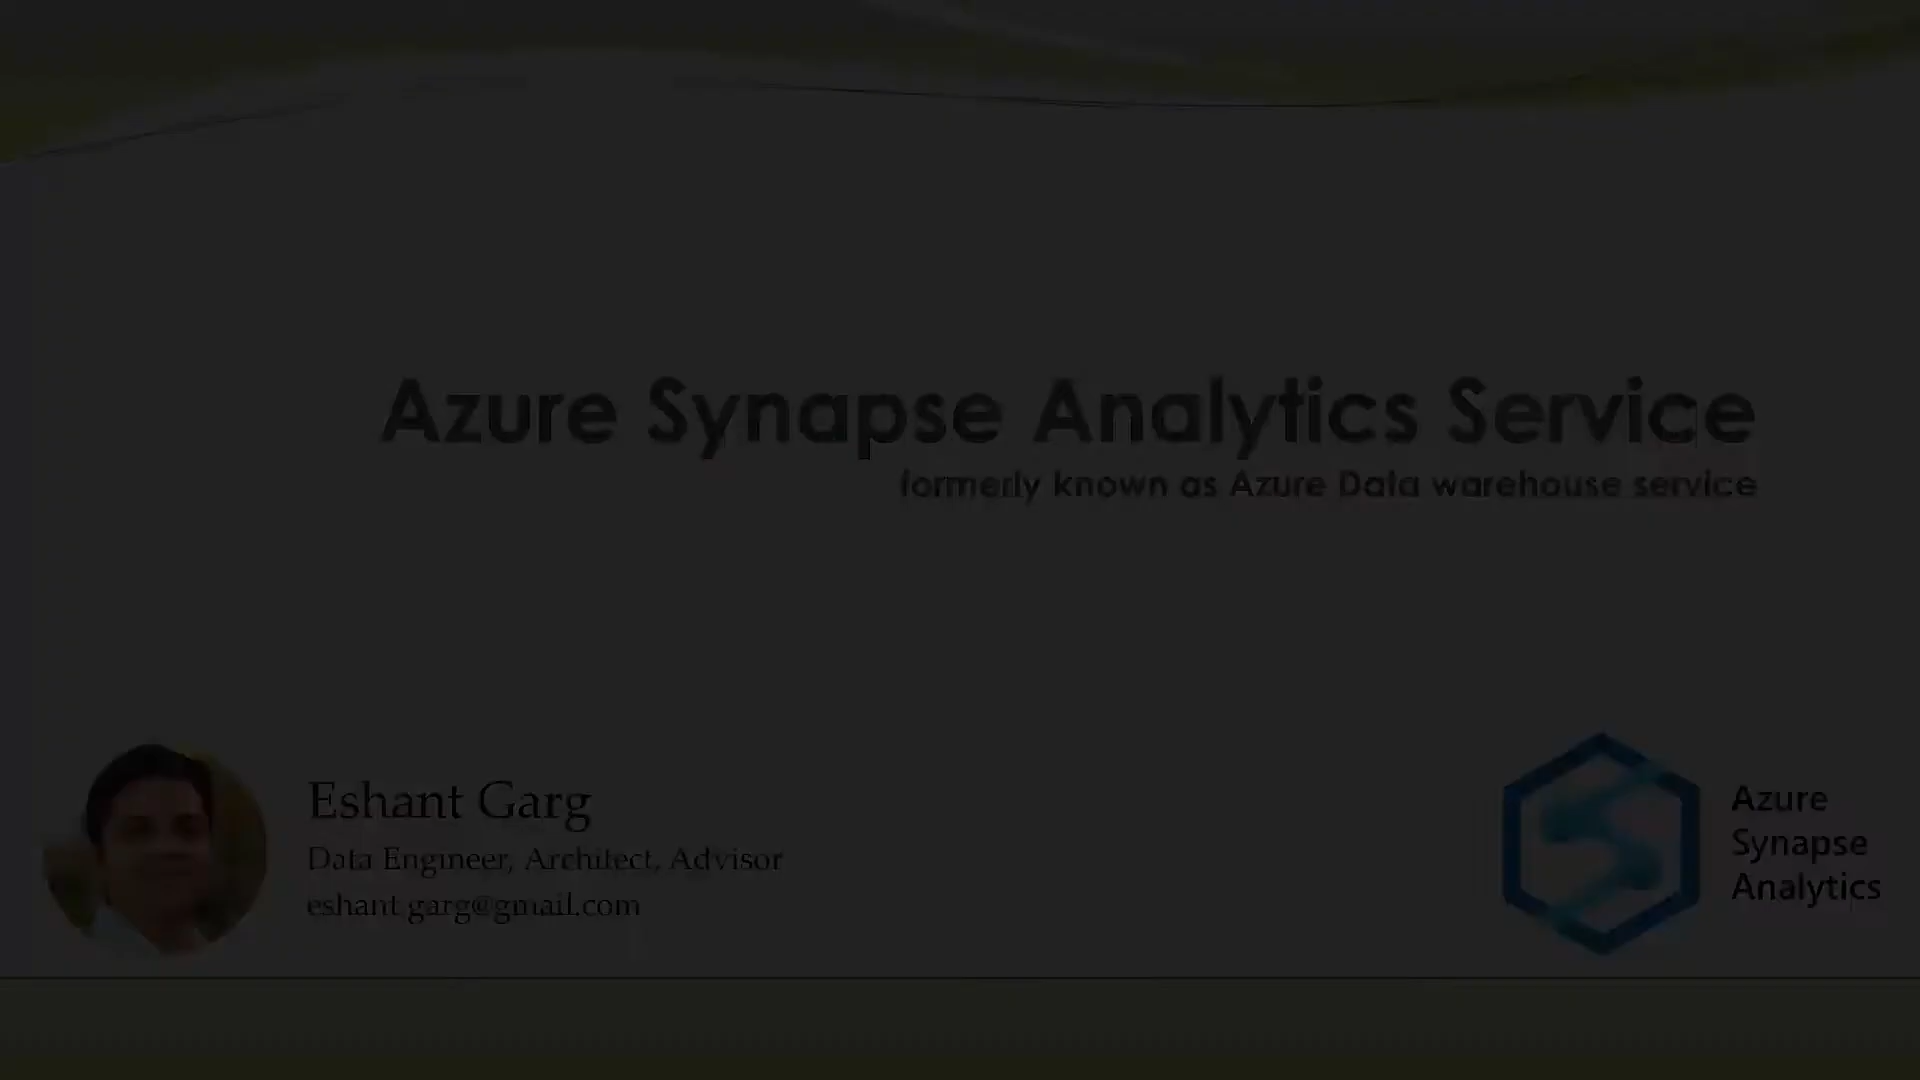 Azure Synapse Analytics Service
formerly known as Azure Data warehouse service
Eshant Garg
Data Engineer, Architect, Advisor
eshant.garg@gmail.com
Azure
Synapse
Analytics